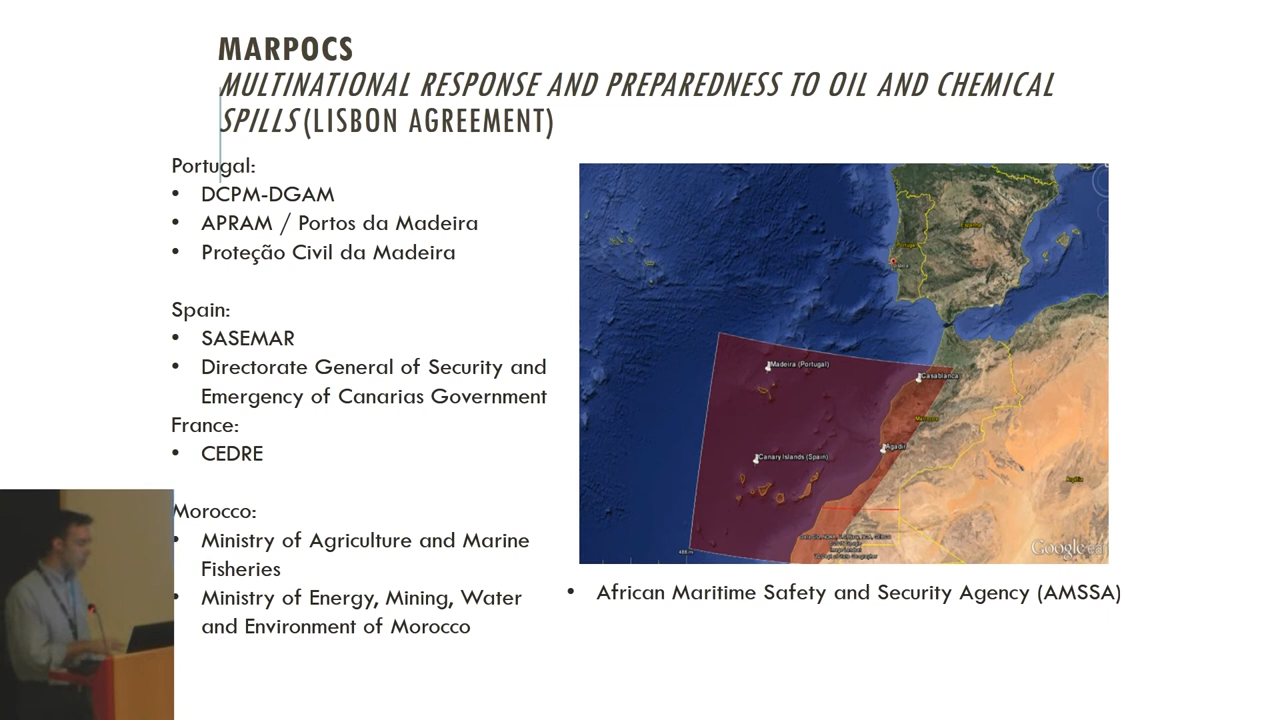 MARPOCS
MULTINATIONAL RESPONSE AND PREPAREDNESS TO OIL AND CHEMICAL
SPILLS (LISBON AGREEMENT)
Portugal:
• DCPM-DGAM
• APRAM / Portos da Madeira
• Proteção Civil da Madeira
Spain:
• SASEMAR
• Directorate General of Security and
Emergency of Canarias Government
France:
• CEDRE
Morocco:
• Ministry of Agriculture and Marine
Fisheries
• Ministry of Energy, Mining, Water
and Environment of Morocco
Portugal
Madeira (Portugal)
Casablanca
Agadir
Canary Islands (Spain)
Google
• African Maritime Safety and Security Agency (AMSSA)